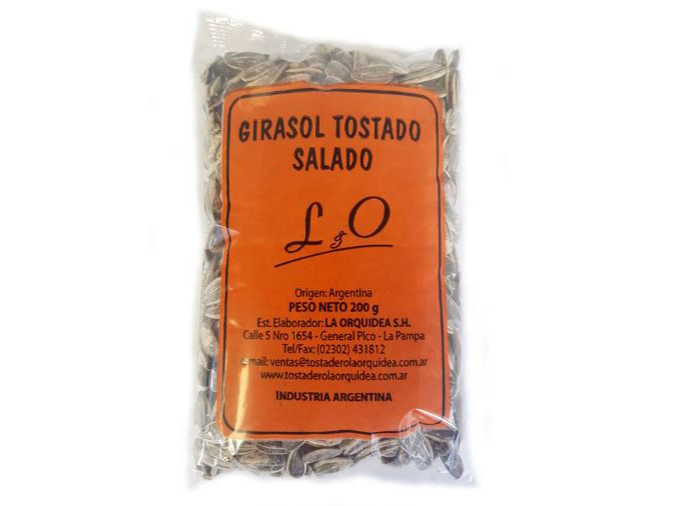 GIRASOL TOSTADO
SALADO
L & O
Origen: Argentina
PESO NETO 200 g
Est. Elaborador: LA ORQUIDEA S.H.
Calle 5 Nro 1654 - General Pico - La Pampa
Tel/Fax: (02302) 431812
e-mail: ventas@tostaderolaorquidea.com.ar
www.tostaderolaorquidea.com.ar
INDUSTRIA ARGENTINA